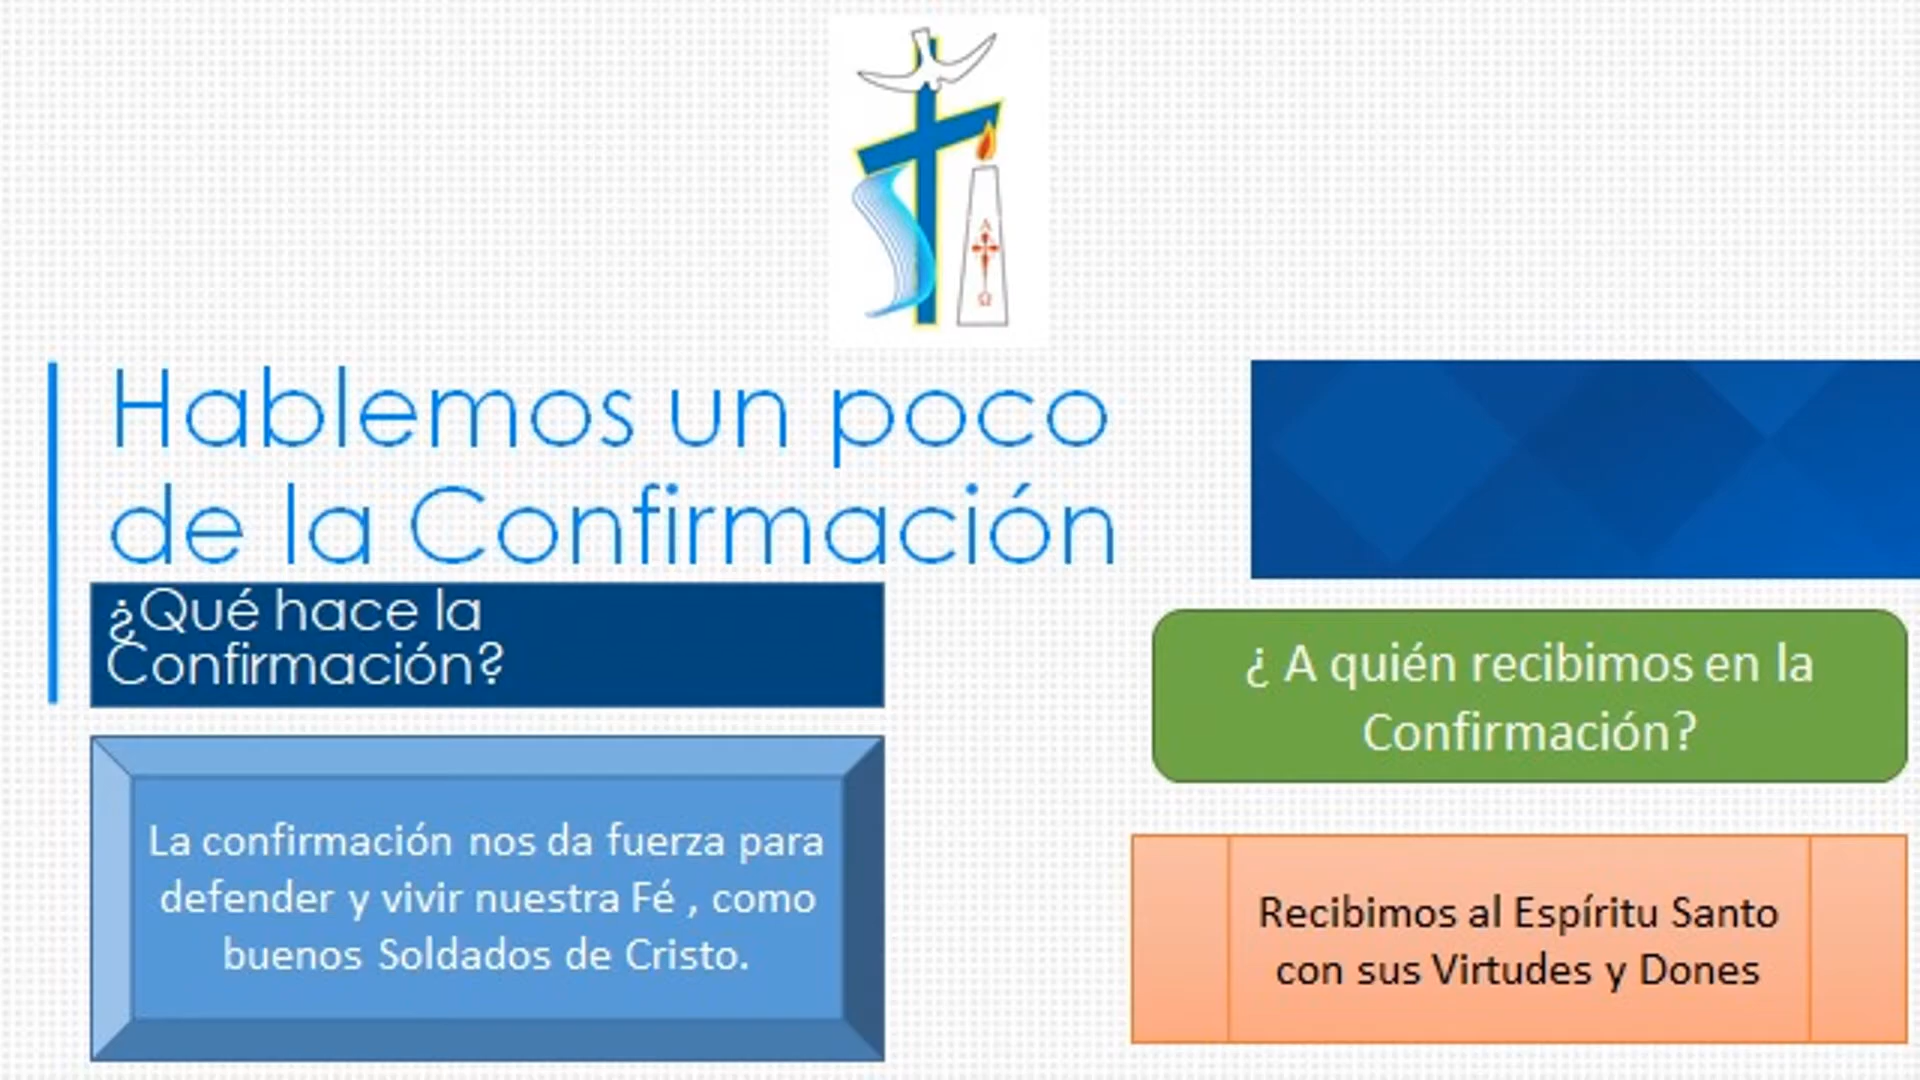 Α
Ω
Hablemos un poco
de la Confirmación
¿Qué hace la
Confirmación?
La confirmación nos da fuerza para
defender y vivir nuestra Fé , como
buenos Soldados de Cristo.
¿ A quién recibimos en la
Confirmación?
Recibimos al Espíritu Santo
con sus Virtudes y Dones